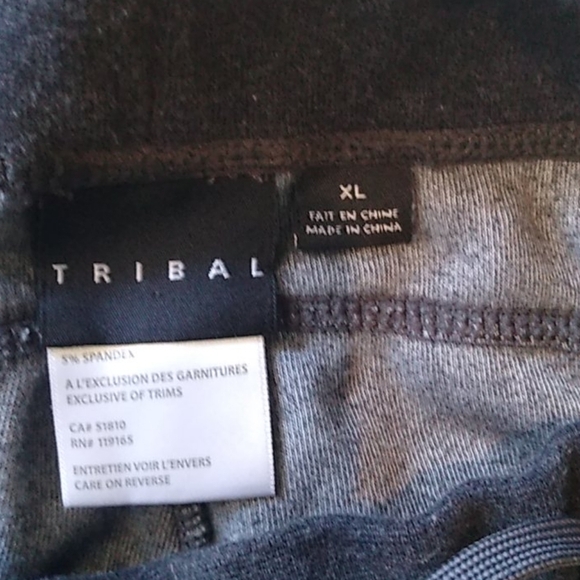 XL
FAIT EN CHINE
MADE IN CHINA
TRIBAL
5% SPANDEX
A L'EXCLUSION DES GARNITURES
EXCLUSIVE OF TRIMS
CA# 51810
RN# 119165
ENTRETIEN VOIR L'ENVERS
CARE ON REVERSE